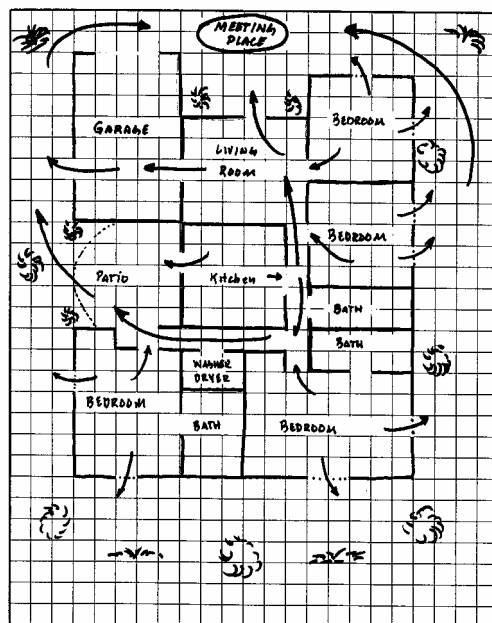 MEETING
PLACE
GARAGE
LIVING
ROOM
BEDROOM
BEDROOM
PATIO
Kitchen
BATH
BATH
WASHER
DRYER
BEDROOM
BATH
BEDROOM